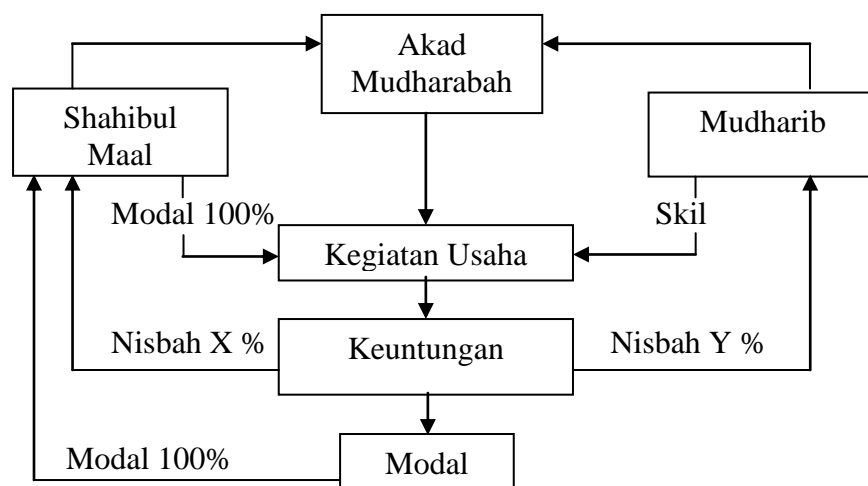 Akad
Mudharabah
Shahibul
Maal
Mudharib
Modal 100%
Skil
Kegiatan Usaha
Nisbah X %
Keuntungan
Nisbah Y %
Modal 100%
Modal